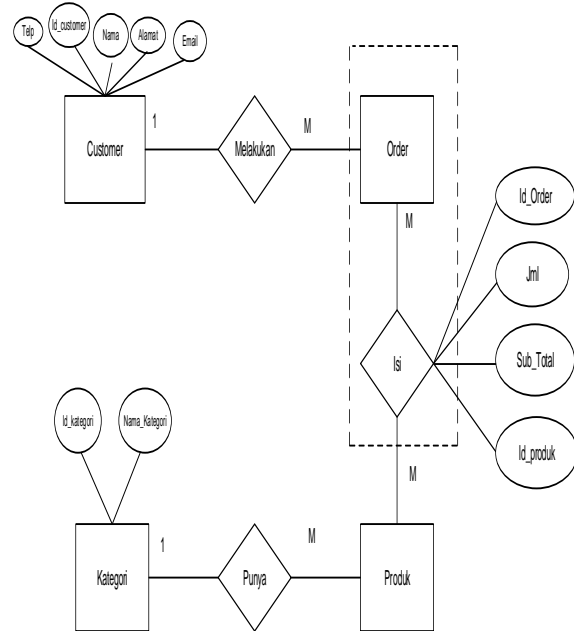 Telp
Id_customer
Nama
Alamat
Email
Customer
1
Melakukan
M
Order
M
Id_Order
Jml
Isi
Sub_Total
Id_produk
Id_kategori
Nama_Kategori
M
Kategori
1
Punya
M
Produk